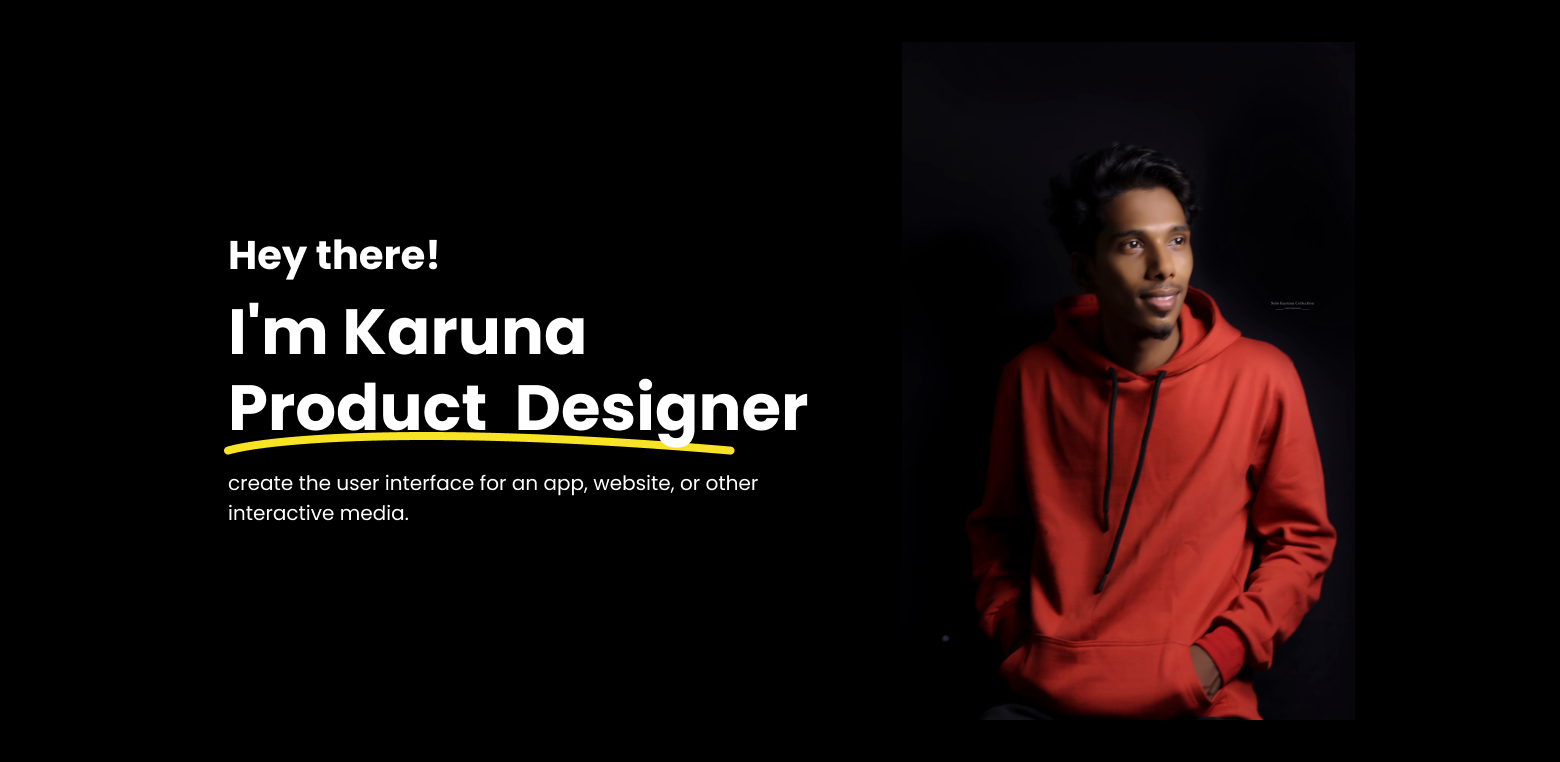 Hey there!
I'm Karuna
Product Designer
create the user interface for an app, website, or other
interactive media.